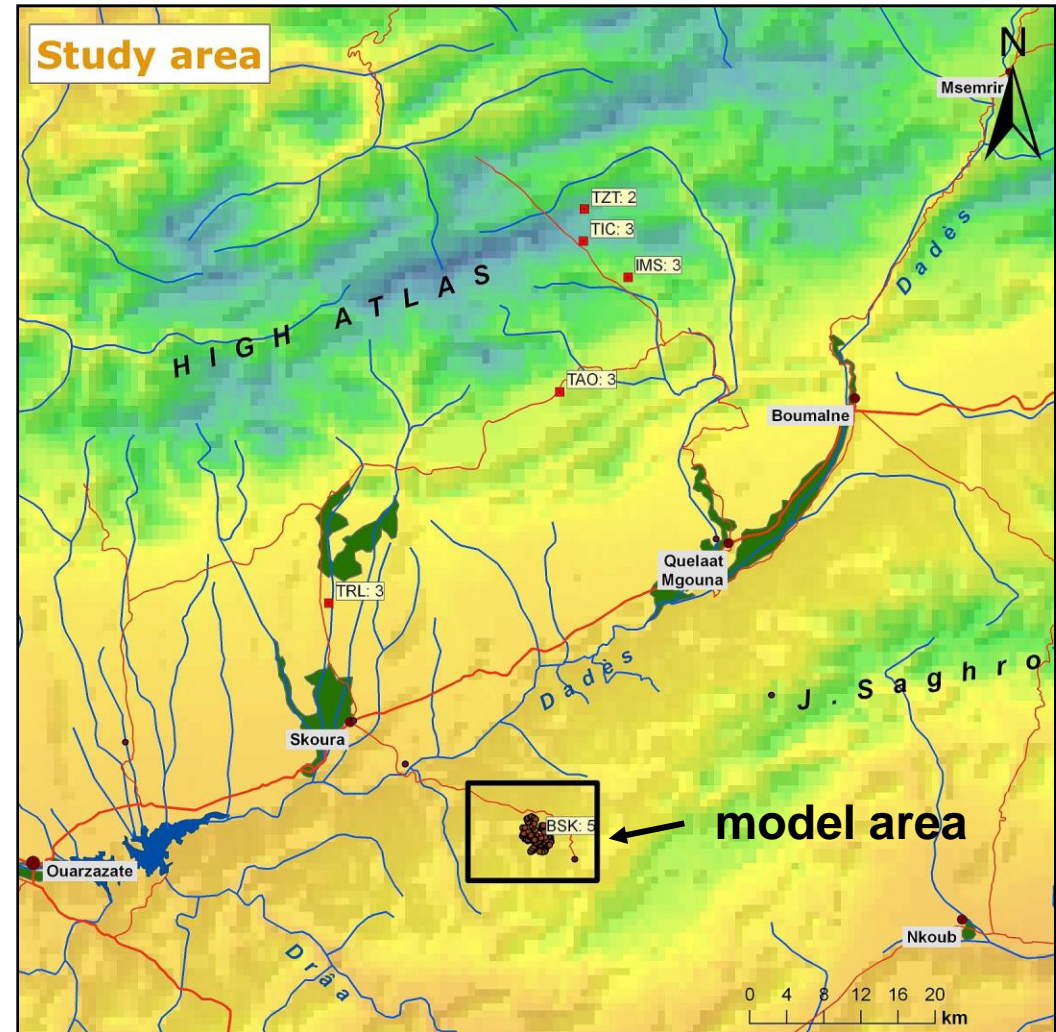 Study area
N
Msemrir
TZT: 2
TIC: 3
IMS: 3
Dadès
HIGH ATLAS
TAO: 3
Boumalne
Quelaat
Mgouna
TRL: 3
Dadès
J. Saghro
Skoura
BSK: 5
model area
Ouarzazate
Nkoub
Drâa
0 4 8 12 16 20
km